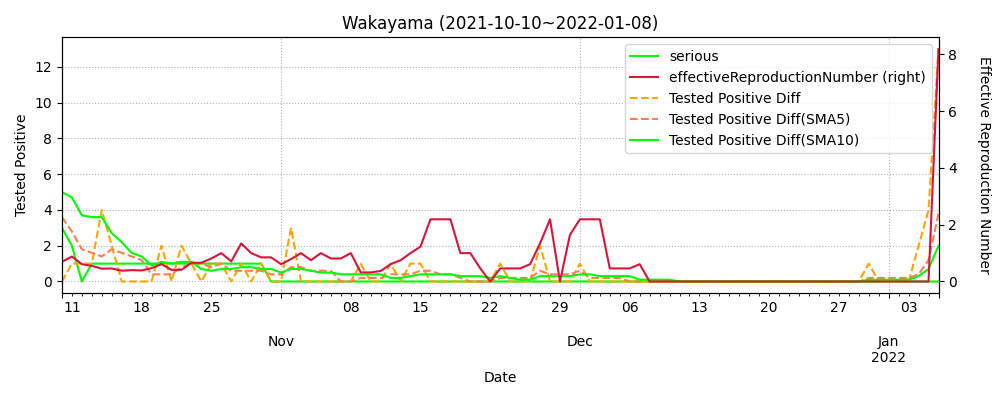 Wakayama (2021-10-10~2022-01-08)
serious
effectiveReproductionNumber (right)
Tested Positive Diff
Tested Positive Diff(SMA5)
Tested Positive Diff(SMA10)
Tested Positive
12
10
8
6
4
2
0
Effective Reproduction Number
8
6
4
2
0
11 18 25 08 15 22 29 06 13 20 27 03
Nov Dec Jan
2022
Date